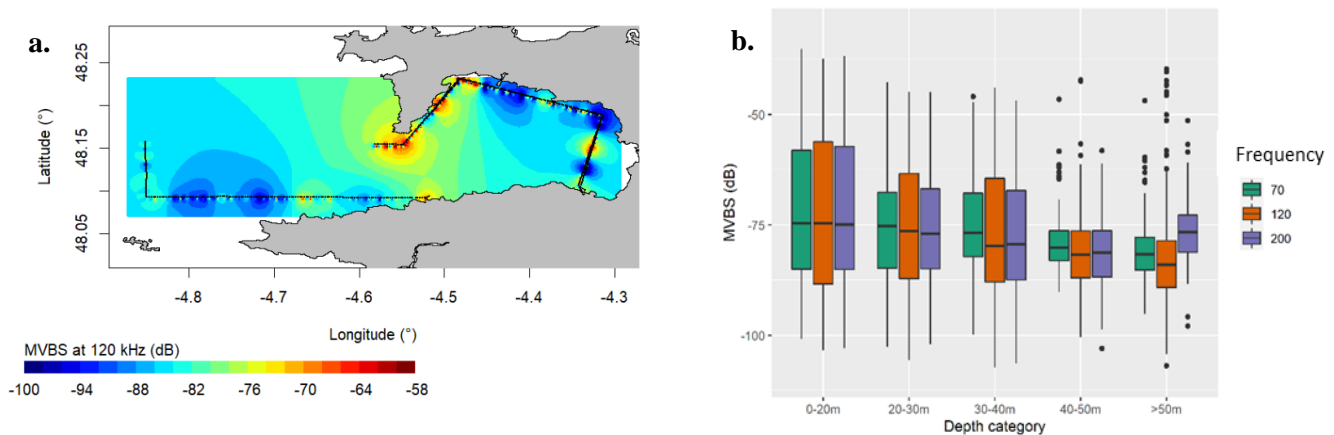 a.
48.25
48.15
48.05
Latitude (°)
-4.8
-4.7
-4.6
-4.5
-4.4
-4.3
Longitude (°)
MVBS at 120 kHz (dB)
-100
-94
-88
-82
-76
-70
-64
-58
b.
-50
-75
-100
MVBS (dB)
0-20m
20-30m
30-40m
40-50m
>50m
Depth category
Frequency
70
120
200